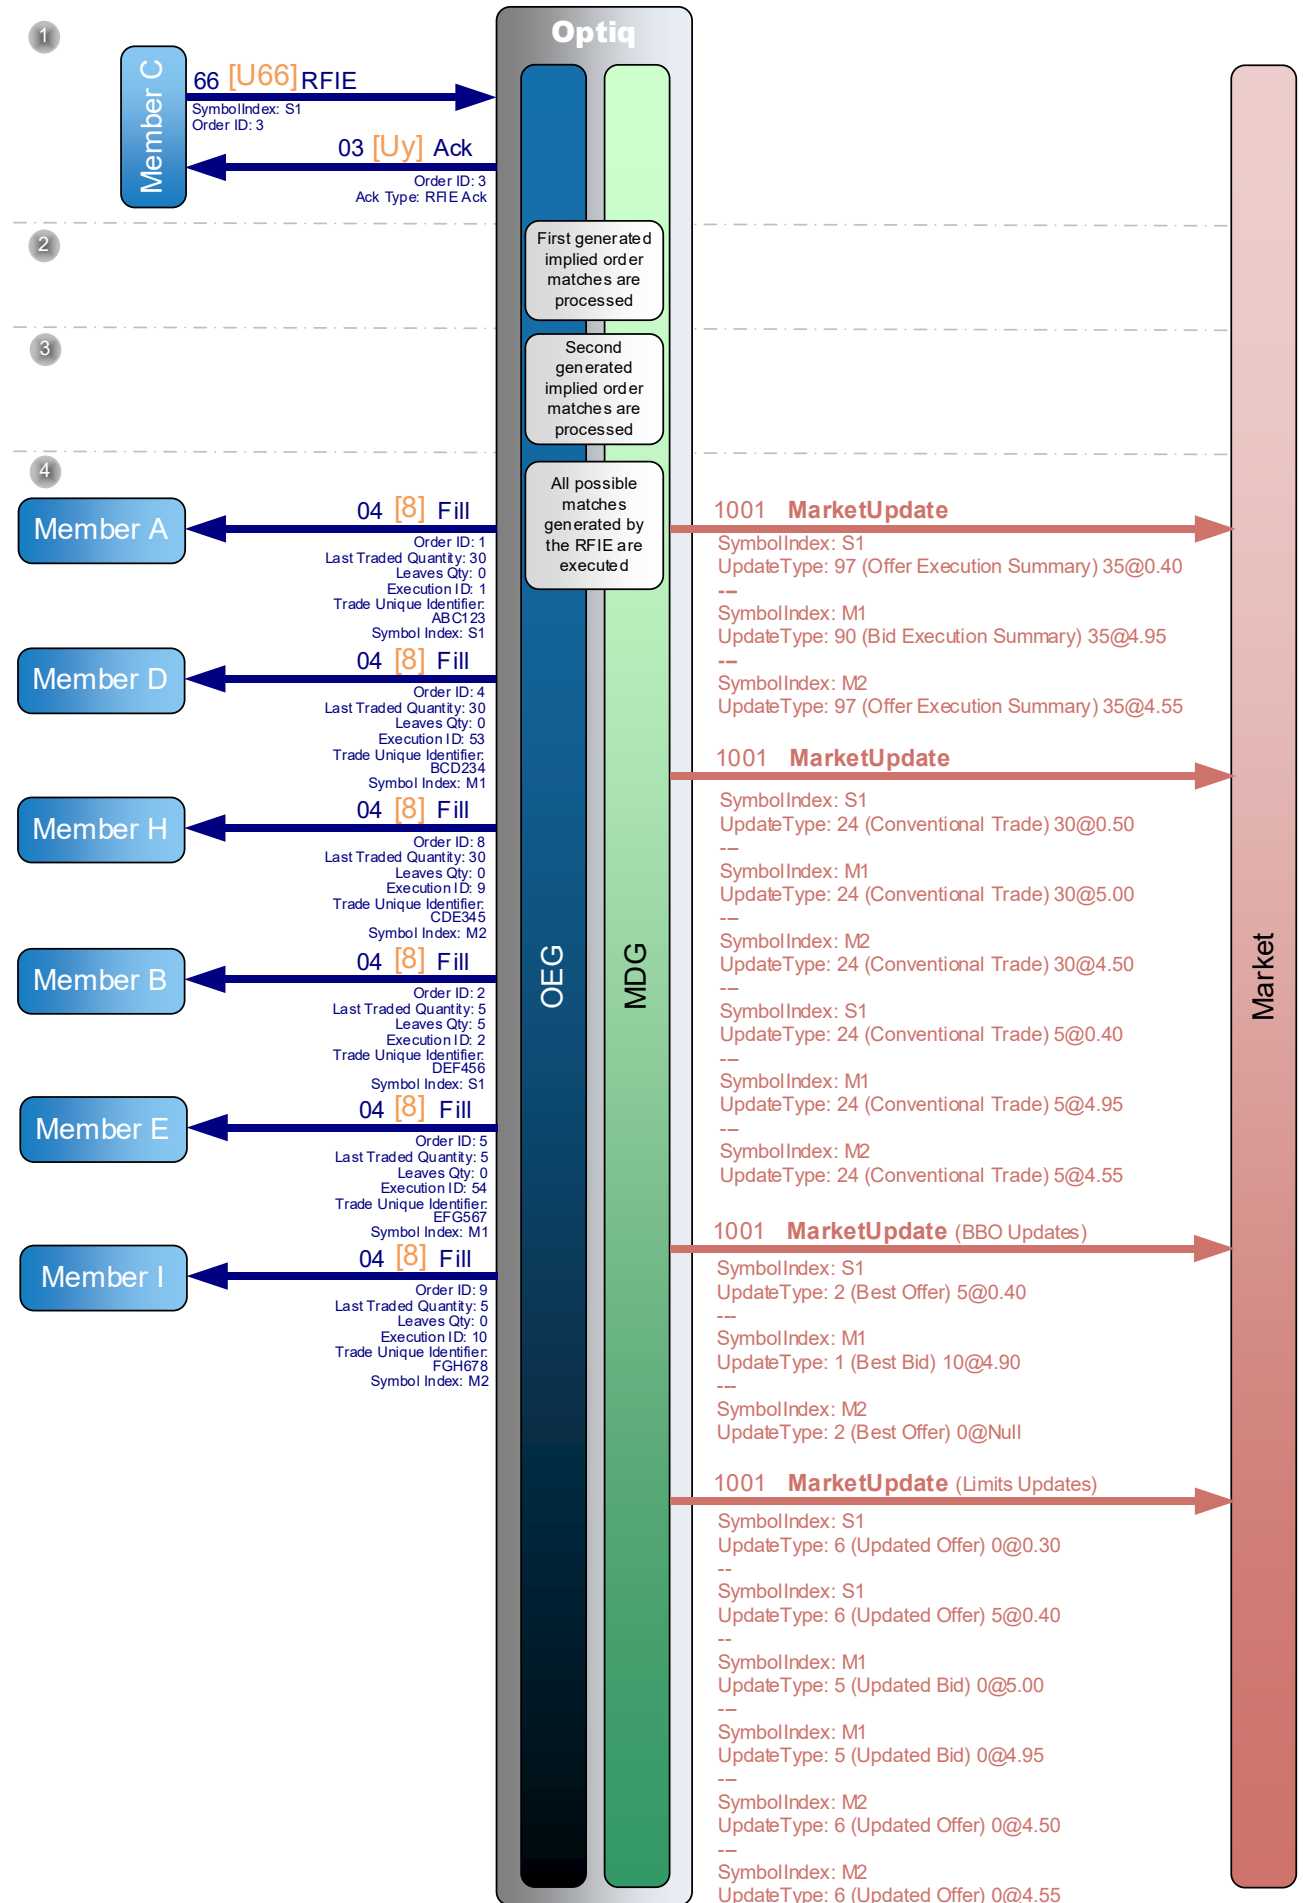 Optiq
1
Member C
66 [U66] RFIE
SymbolIndex: S1
Order ID: 3
03 [Uy] Ack
Order ID: 3
Ack Type: RFIE Ack
2
First generated
implied order
matches are
processed
3
Second
generated
implied order
matches are
processed
4
All possible
matches
generated by
the RFIE are
executed
Member A
04 [8] Fill
Order ID: 1
Last Traded Quantity: 30
Leaves Qty: 0
Execution ID: 1
Trade Unique Identifier:
ABC123
Symbol Index: S1
Member D
04 [8] Fill
Order ID: 4
Last Traded Quantity: 30
Leaves Qty: 0
Execution ID: 53
Trade Unique Identifier:
BCD234
Symbol Index: M1
Member H
04 [8] Fill
Order ID: 8
Last Traded Quantity: 30
Leaves Qty: 0
Execution ID: 9
Trade Unique Identifier:
CDE345
Symbol Index: M2
Member B
04 [8] Fill
Order ID: 2
Last Traded Quantity: 5
Leaves Qty: 5
Execution ID: 2
Trade Unique Identifier:
DEF456
Symbol Index: S1
Member E
04 [8] Fill
Order ID: 5
Last Traded Quantity: 5
Leaves Qty: 0
Execution ID: 54
Trade Unique Identifier:
EFG567
Symbol Index: M1
Member I
04 [8] Fill
Order ID: 9
Last Traded Quantity: 5
Leaves Qty: 0
Execution ID: 10
Trade Unique Identifier:
FGH678
Symbol Index: M2
OEG
MDG
1001 MarketUpdate
SymbolIndex: S1
UpdateType: 97 (Offer Execution Summary) 35@0.40
---
SymbolIndex: M1
UpdateType: 90 (Bid Execution Summary) 35@4.95
---
SymbolIndex: M2
UpdateType: 97 (Offer Execution Summary) 35@4.55
1001 MarketUpdate
SymbolIndex: S1
UpdateType: 24 (Conventional Trade) 30@0.50
---
SymbolIndex: M1
UpdateType: 24 (Conventional Trade) 30@5.00
---
SymbolIndex: M2
UpdateType: 24 (Conventional Trade) 30@4.50
---
SymbolIndex: S1
UpdateType: 24 (Conventional Trade) 5@0.40
---
SymbolIndex: M1
UpdateType: 24 (Conventional Trade) 5@4.95
---
SymbolIndex: M2
UpdateType: 24 (Conventional Trade) 5@4.55
1001 MarketUpdate (BBO Updates)
SymbolIndex: S1
UpdateType: 2 (Best Offer) 5@0.40
---
SymbolIndex: M1
UpdateType: 1 (Best Bid) 10@4.90
---
SymbolIndex: M2
UpdateType: 2 (Best Offer) 0@Null
1001 MarketUpdate (Limits Updates)
SymbolIndex: S1
UpdateType: 6 (Updated Offer) 0@0.30
--
SymbolIndex: S1
UpdateType: 6 (Updated Offer) 5@0.40
--
SymbolIndex: M1
UpdateType: 5 (Updated Bid) 0@5.00
---
SymbolIndex: M1
UpdateType: 5 (Updated Bid) 0@4.95
---
SymbolIndex: M2
UpdateType: 6 (Updated Offer) 0@4.50
---
SymbolIndex: M2
UpdateType: 6 (Updated Offer) 0@4.55
Market